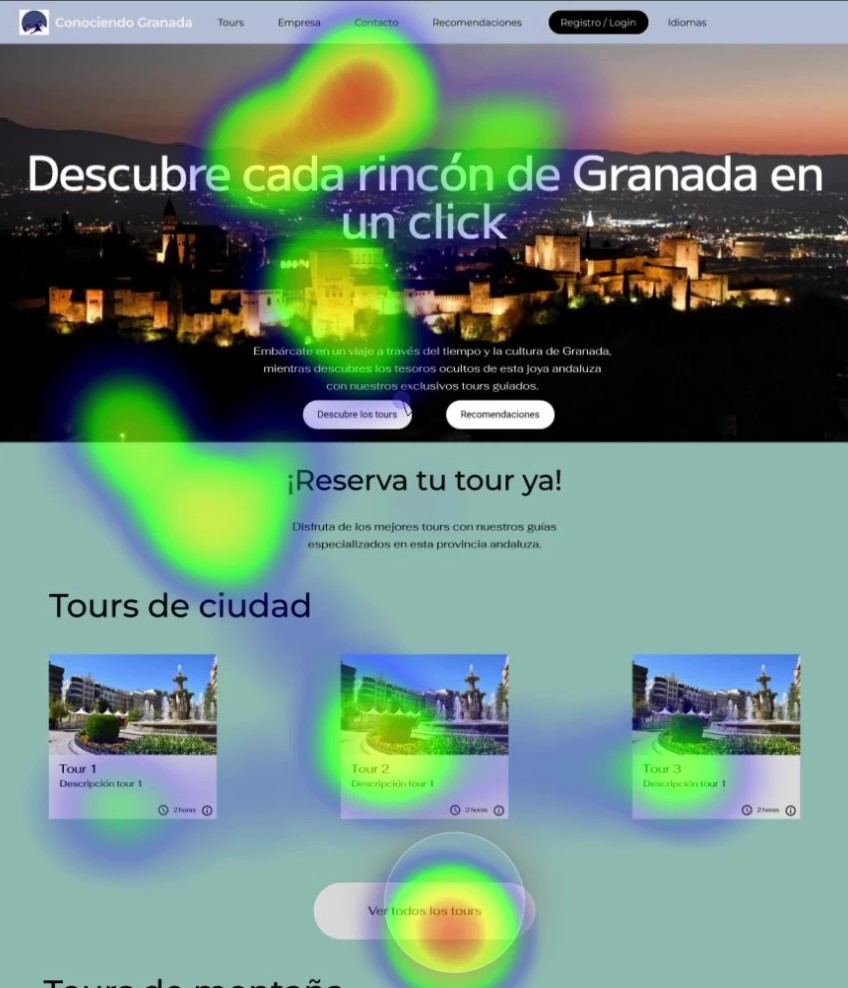 Conociendo Granada Tours Empresa Contacto Recomendaciones Registro / Login Idiomas
Descubre cada rincón de Granada en
un click
Embárcate en un viaje a través del tiempo y la cultura de Granada,
mientras descubres los tesoros ocultos de esta joya andaluza
con nuestros exclusivos tours guiados.
Descubre los tours Recomendaciones
¡Reserva tu tour ya!
Disfruta de los mejores tours con nuestros guías
especializados en esta provincia andaluza.
Tours de ciudad
Tour 1 Tour 2 Tour 3
Descripción tour 1 Descripción tour 1 Descripción tour 1
2 horas 2 horas 2 horas
Ver todos los tours
Tours de montaña